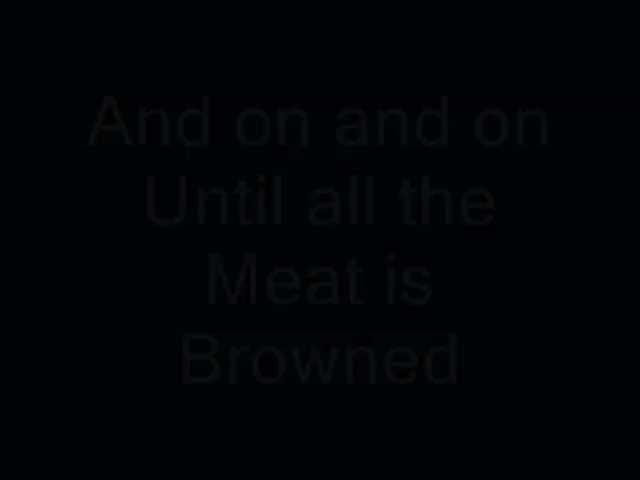 And on and on
Until all the
Meat is
Browned